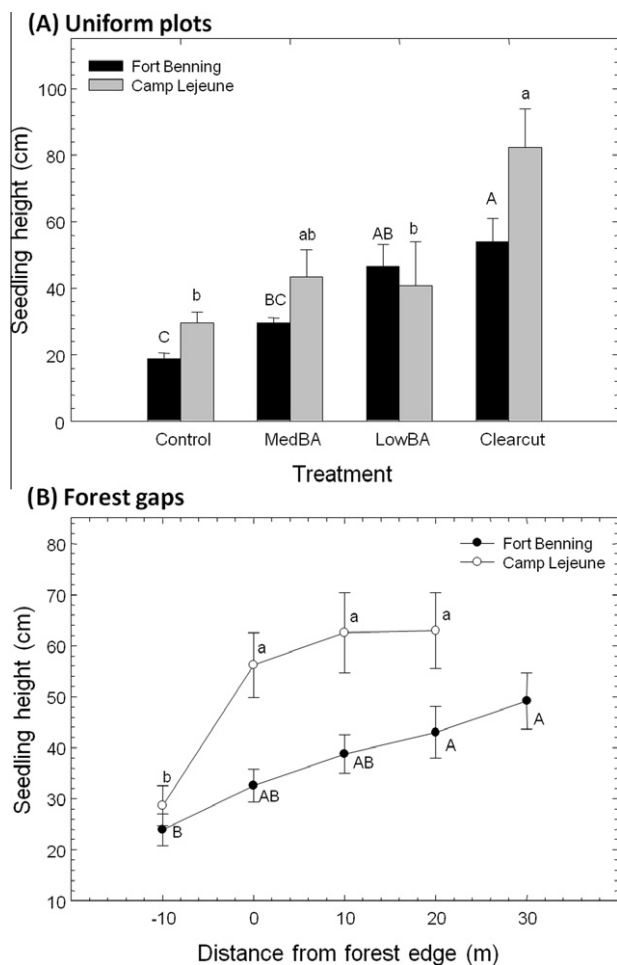 (A) Uniform plots
Fort Benning
Camp Lejeune
Seedling height (cm)
100
80
60
40
20
0
C
b
BC
ab
AB
b
A
a
Control MedBA LowBA Clearcut
Treatment
(B) Forest gaps
Fort Benning
Camp Lejeune
Seedling height (cm)
80
70
60
50
40
30
20
10
b
a
a
a
B
AB
AB
A
A
-10 0 10 20 30
Distance from forest edge (m)